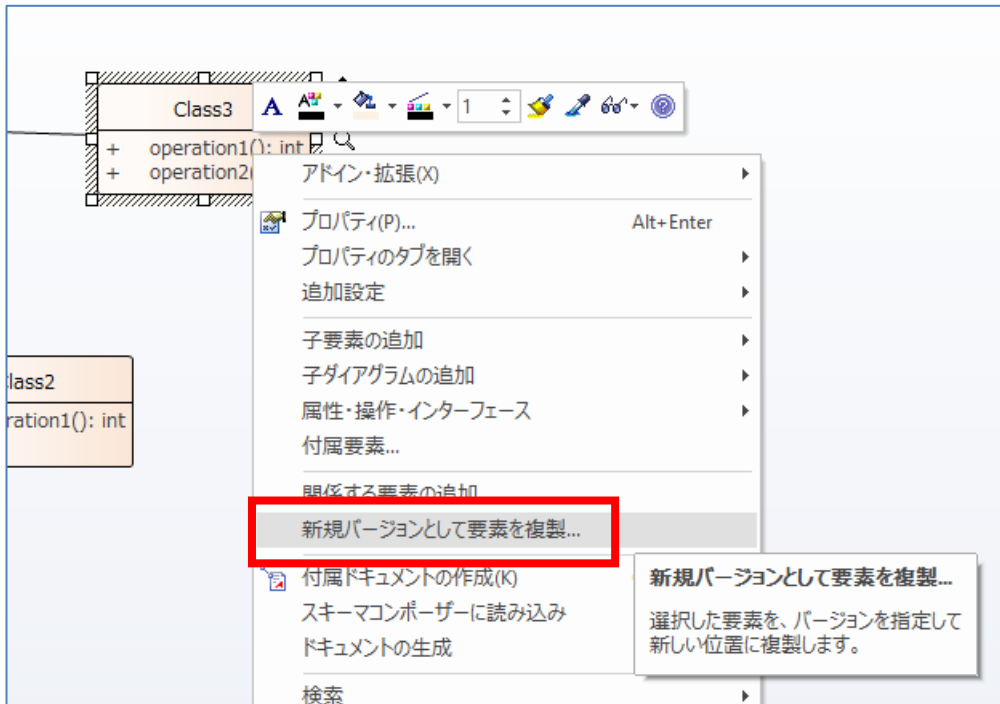 Class3
A
1
+ operation1(): int
+ operation2(
アドイン・拡張(X)
プロパティ(P)... Alt+Enter
プロパティのタブを開く
追加設定
子要素の追加
子ダイアグラムの追加
lass2
属性・操作・インターフェース
ration1(): int
付属要素...
関係する要素の追加
新規バージョンとして要素を複製...
付属ドキュメントの作成(K)
新規バージョンとして要素を複製...
スキーマコンポーザーに読み込み
選択した要素を、バージョンを指定して
新しい位置に複製します。
ドキュメントの生成
検索